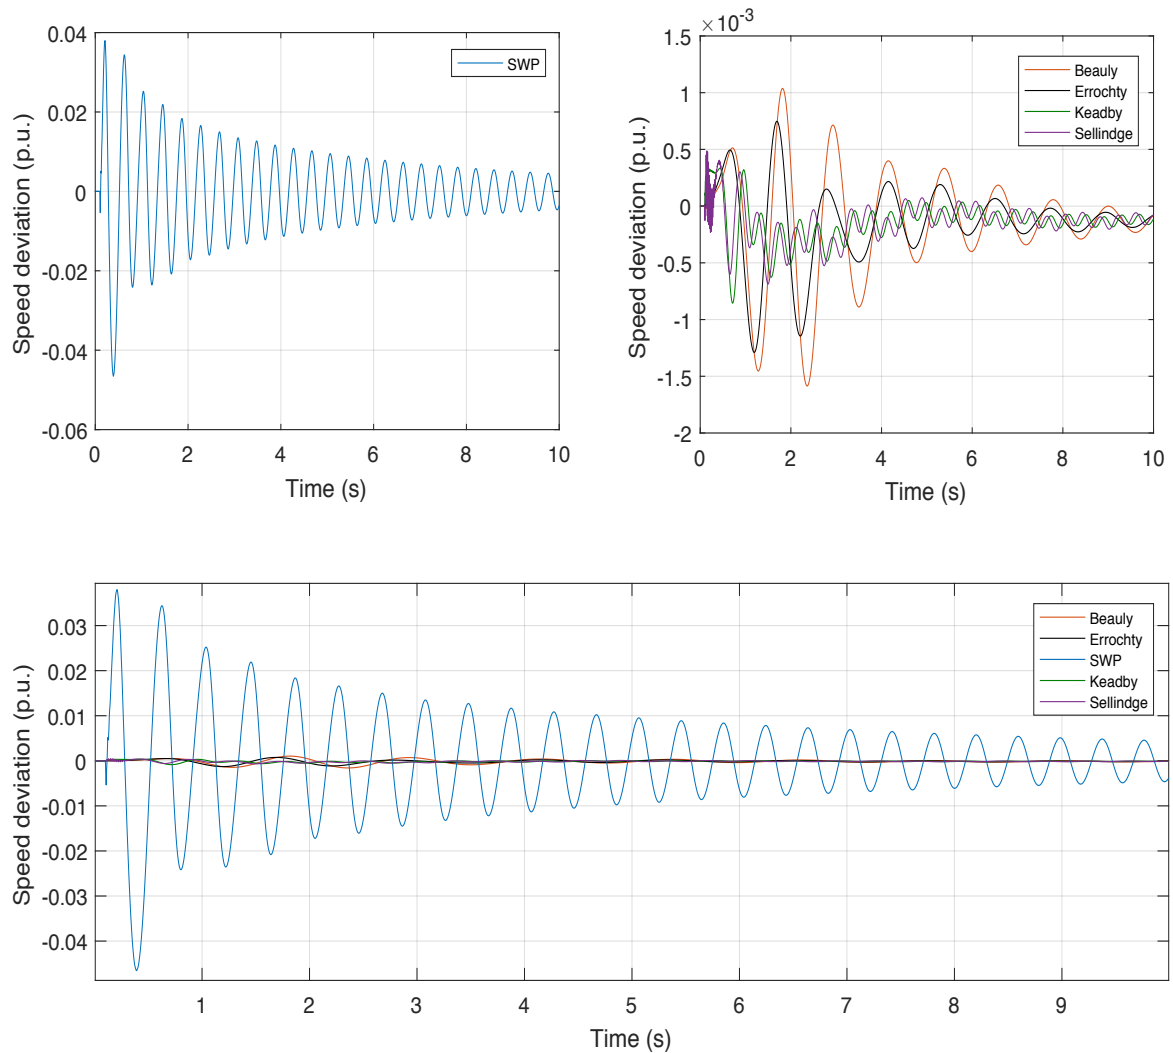 0.04
0.02
0
-0.02
-0.04
-0.06
Speed deviation (p.u.)
SWP
0 2 4 6 8 10
Time (s)
×10-3
1.5
1
0.5
0
-0.5
-1
-1.5
-2
Speed deviation (p.u.)
Beauly
Errochty
Keadby
Sellindge
0 2 4 6 8 10
Time (s)
0.03
0.02
0.01
0
-0.01
-0.02
-0.03
-0.04
Speed deviation (p.u.)
Beauly
Errochty
SWP
Keadby
Sellindge
1 2 3 4 5 6 7 8 9
Time (s)